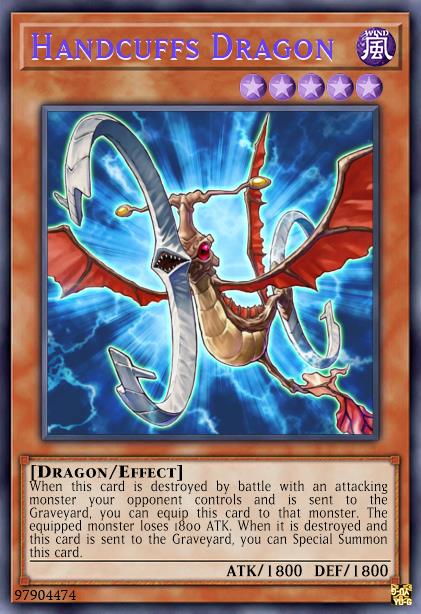 HANDCUFFS DRAGON
WIND
風
[DRAGON/EFFECT]
When this card is destroyed by battle with an attacking
monster your opponent controls and is sent to the
Graveyard, you can equip this card to that monster. The
equipped monster loses 1800 ATK. When it is destroyed and
this card is sent to the Graveyard, you can Special Summon
this card.
ATK/1800 DEF/1800
97904474